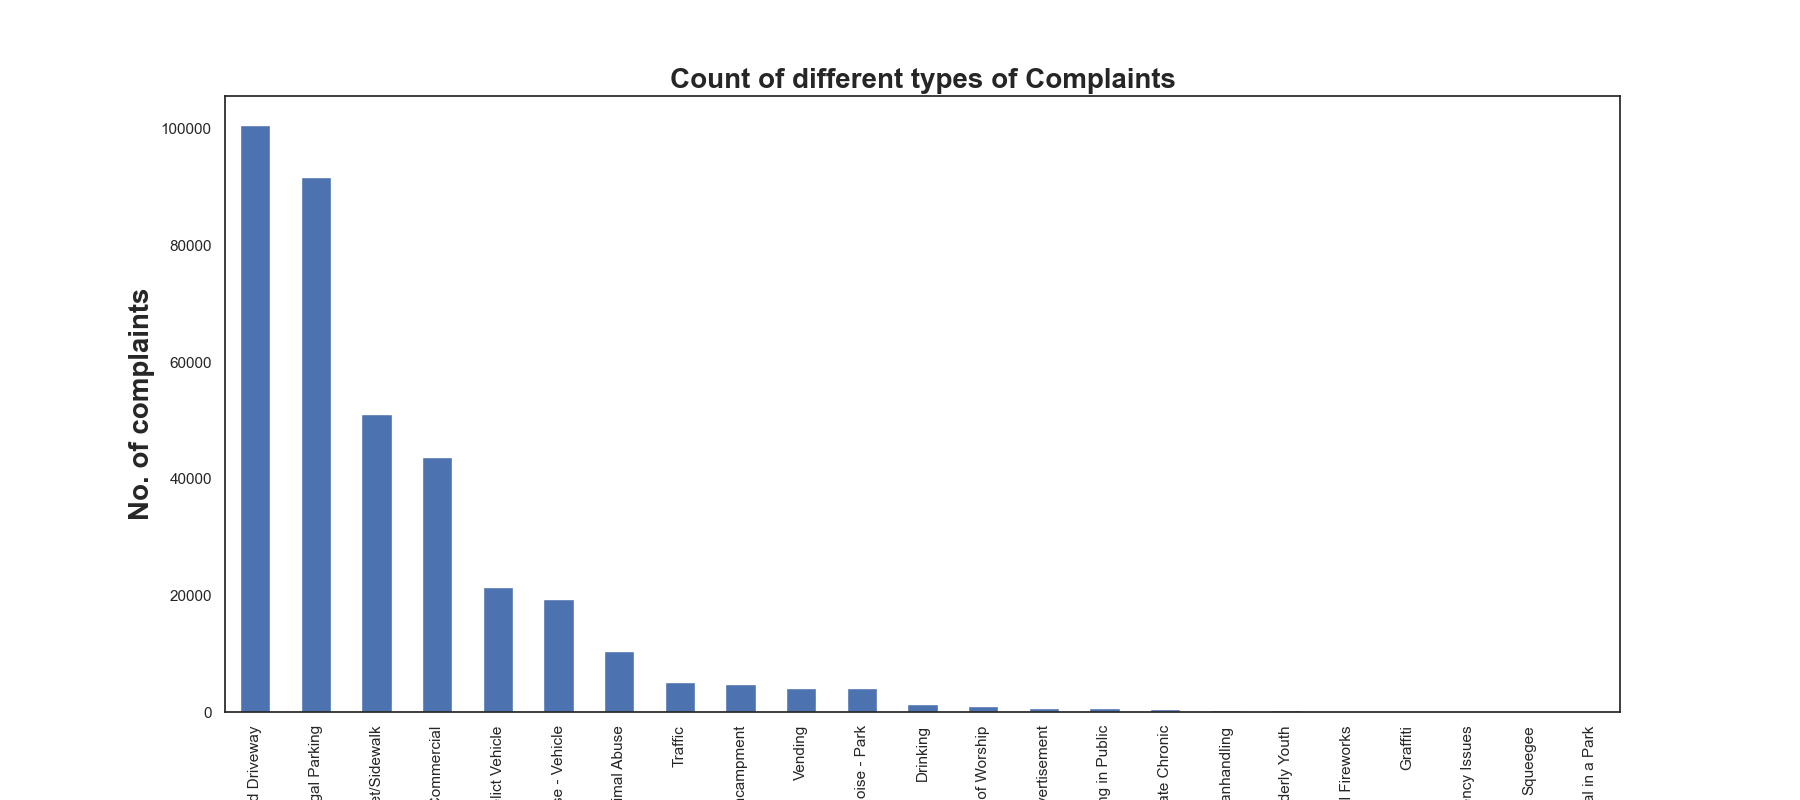 Count of different types of Complaints
No. of complaints
100000
80000
60000
40000
20000
0
d Driveway
gal Parking
et/Sidewalk
Commercial
lict Vehicle
se - Vehicle
imal Abuse
Traffic
ncampment
Vending
oise - Park
Drinking
of Worship
vertisement
ng in Public
ate Chronic
anhandling
derly Youth
l Fireworks
Graffiti
ency Issues
Squeegee
al in a Park